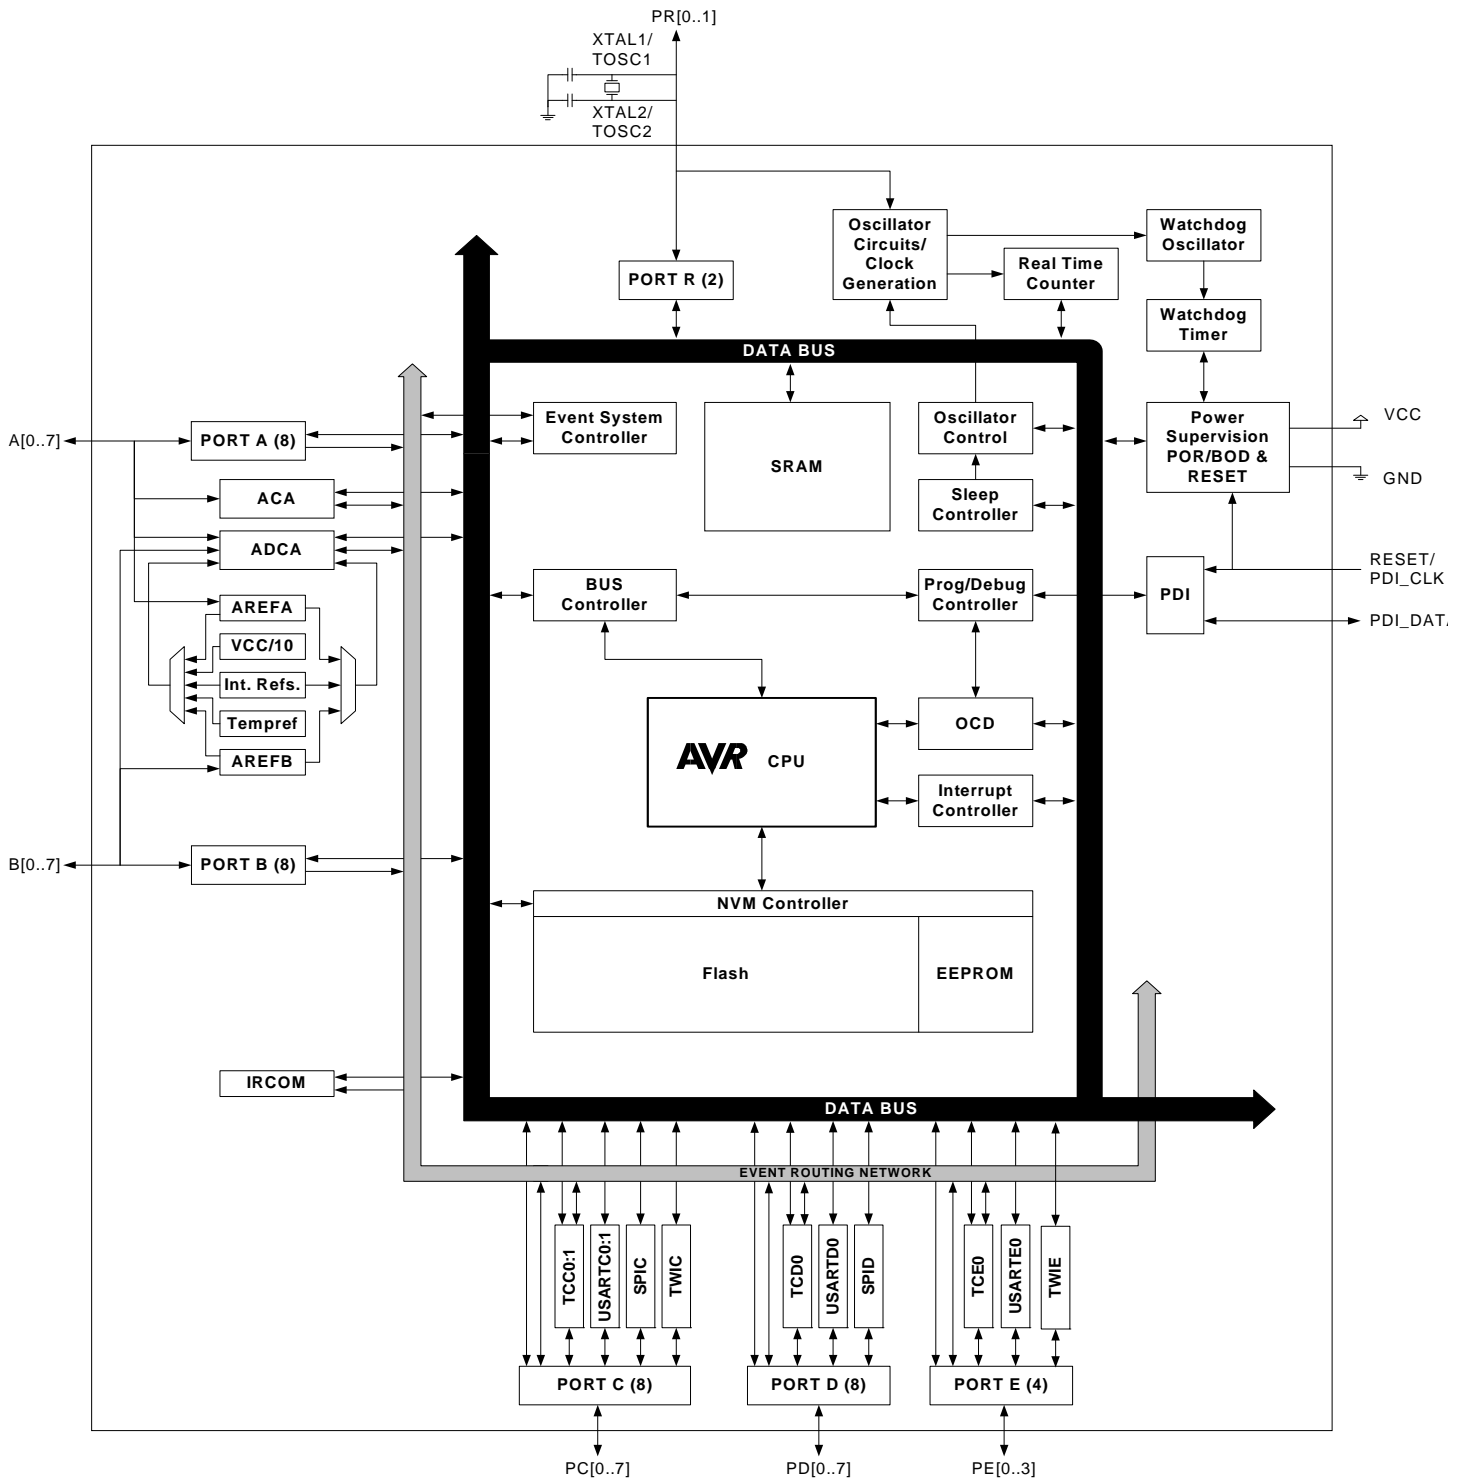 PR[0..1]
XTAL1/
TOSC1
XTAL2/
TOSC2
Oscillator
Circuits/
Clock
Generation
Watchdog
Oscillator
PORT R (2)
Real Time
Counter
Watchdog
Timer
DATA BUS
A[0..7]
PORT A (8)
Event System
Controller
SRAM
Oscillator
Control
Power
Supervision
POR/BOD &
RESET
VCC
GND
ACA
Sleep
Controller
ADCA
BUS
Controller
Prog/Debug
Controller
PDI
RESET/
PDI_CLK
PDI_DATA
AREFA
VCC/10
Int. Refs.
Tempref
AREFB
AVR CPU
OCD
Interrupt
Controller
B[0..7]
PORT B (8)
NVM Controller
Flash
EEPROM
IRCOM
DATA BUS
EVENT ROUTING NETWORK
TCC0:1
USARTC0:1
SPIC
TWIC
TCD0
USARTD0
SPID
TCE0
USARTE0
TWIE
PORT C (8)
PORT D (8)
PORT E (4)
PC[0..7]
PD[0..7]
PE[0..3]